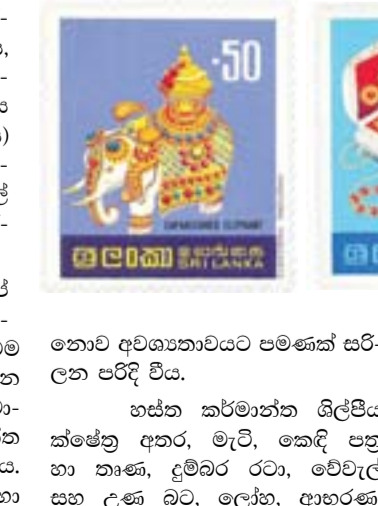 .50
CAPARISONED ELEPHANT
ශ්‍රී ලංකා இலங்கை
SRI LANKA
නොව අවශ්‍යතාවයට පමණක් සරි-
ලන පරිදි විය.
හස්ත කර්මාන්ත ශිල්පීය
ක්ෂේත්‍ර අතර, මැටි, කෙඳි පත්‍ර
හා තෘණ, දුම්බර රටා, වේවැල්
සහ උණ බට, ලෝහ, ආභරණ